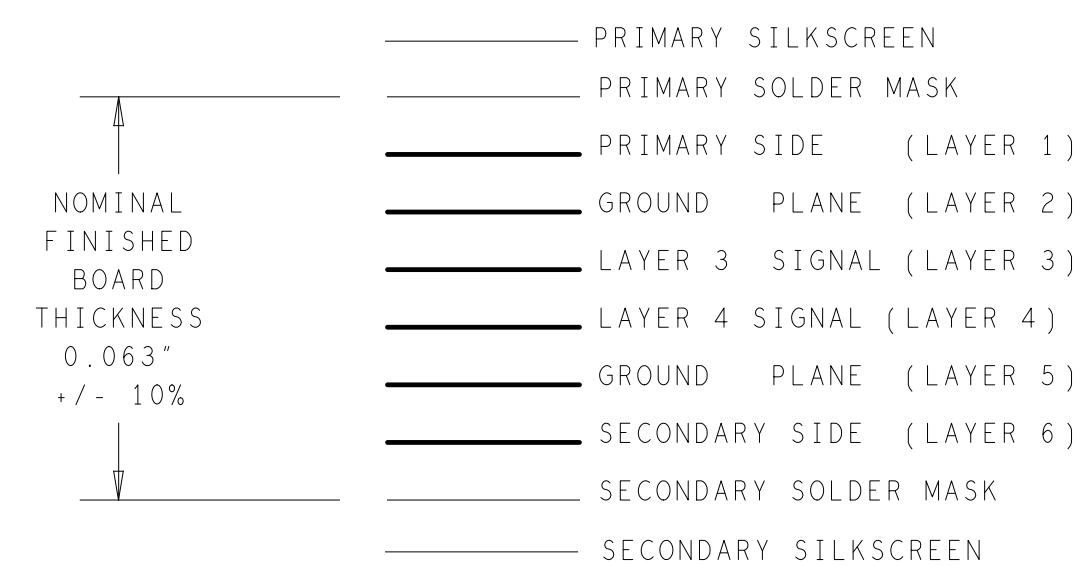 PRIMARY SILKSCREEN
PRIMARY SOLDER MASK
PRIMARY SIDE (LAYER 1)
GROUND PLANE (LAYER 2)
LAYER 3 SIGNAL (LAYER 3)
LAYER 4 SIGNAL (LAYER 4)
GROUND PLANE (LAYER 5)
SECONDARY SIDE (LAYER 6)
SECONDARY SOLDER MASK
SECONDARY SILKSCREEN
NOMINAL
FINISHED
BOARD
THICKNESS
0.063"
+/- 10%